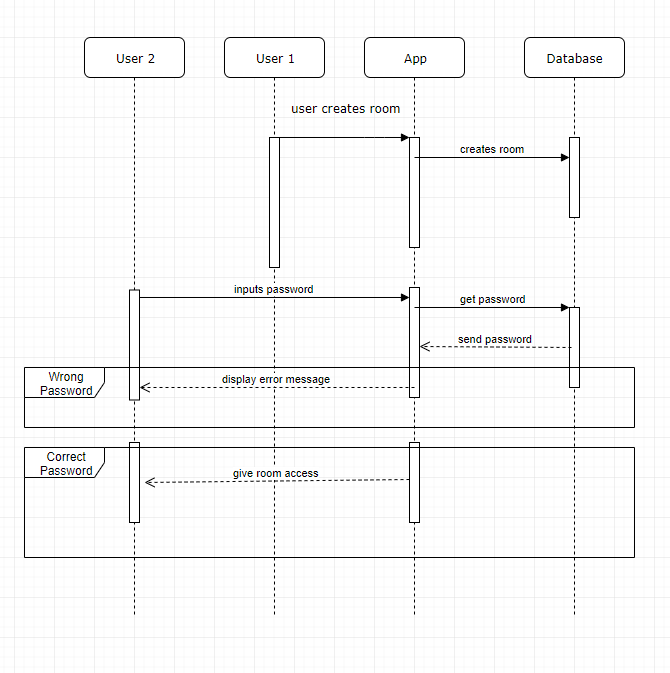 User 2
User 1
App
Database
user creates room
creates room
inputs password
get password
send password
Wrong
Password
display error message
Correct
Password
give room access